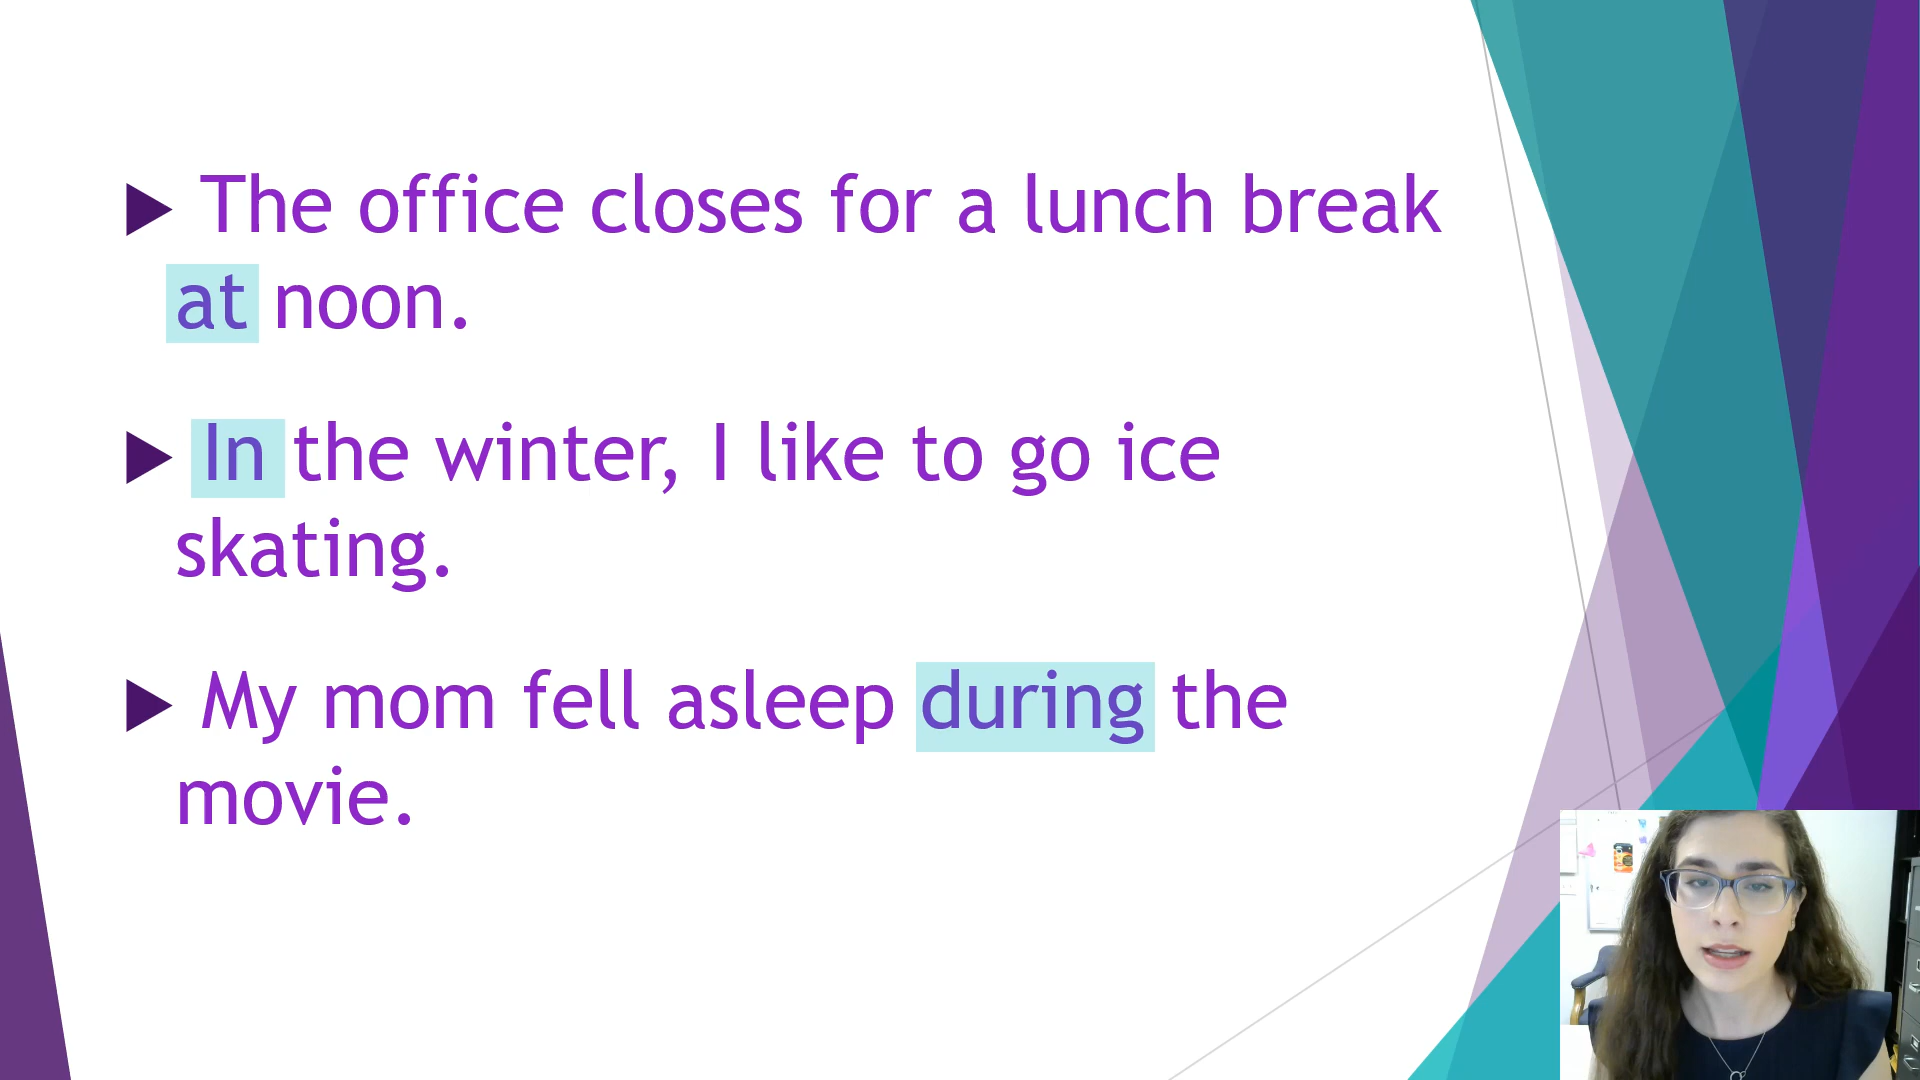 The office closes for a lunch break
at noon.
In the winter, I like to go ice
skating.
My mom fell asleep during the
movie.